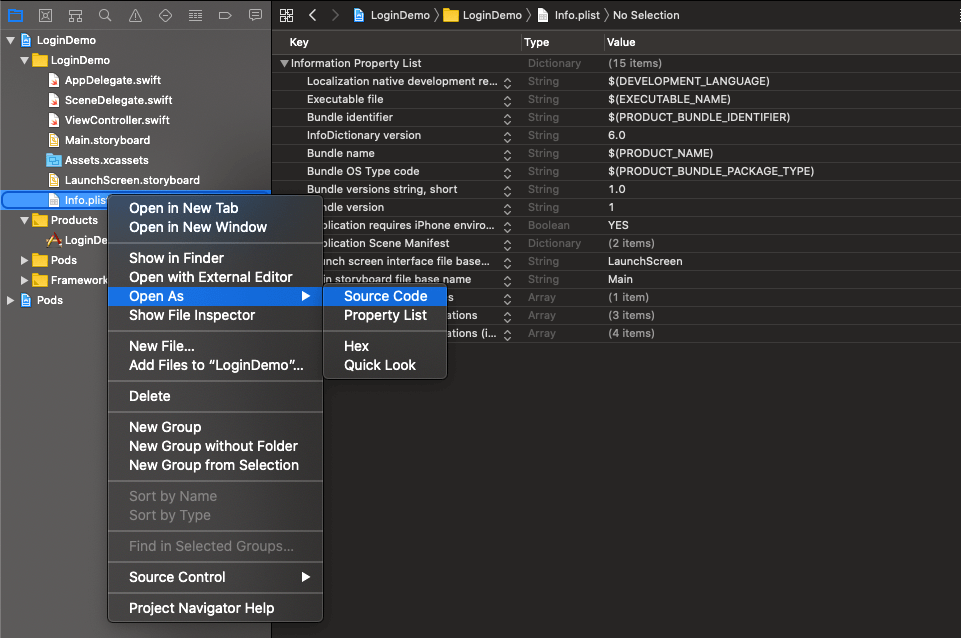 LoginDemo
LoginDemo
AppDelegate.swift
SceneDelegate.swift
ViewController.swift
Main.storyboard
Assets.xcassets
LaunchScreen.storyboard
Info.plis
Products
LoginDe
Pods
Framework
Pods
LoginDemo LoginDemo Info.plist No Selection
Key Type Value
Information Property List Dictionary (15 items)
Localization native development re... String $(DEVELOPMENT_LANGUAGE)
Executable file String $(EXECUTABLE_NAME)
Bundle identifier String $(PRODUCT_BUNDLE_IDENTIFIER)
InfoDictionary version String 6.0
Bundle name String $(PRODUCT_NAME)
Bundle OS Type code String $(PRODUCT_BUNDLE_PACKAGE_TYPE)
Bundle versions string, short String 1.0
ndle version String 1
plication requires iPhone enviro... Boolean YES
plication Scene Manifest Dictionary (2 items)
unch screen interface file base... String LaunchScreen
in storyboard file base name String Main
s Array (1 item)
ations Array (3 items)
ations (i... Array (4 items)
Open in New Tab
Open in New Window
Show in Finder
Open with External Editor
Open As
Show File Inspector
New File...
Add Files to “LoginDemo”...
Delete
New Group
New Group without Folder
New Group from Selection
Sort by Name
Sort by Type
Find in Selected Groups...
Source Control
Project Navigator Help
Source Code
Property List
Hex
Quick Look